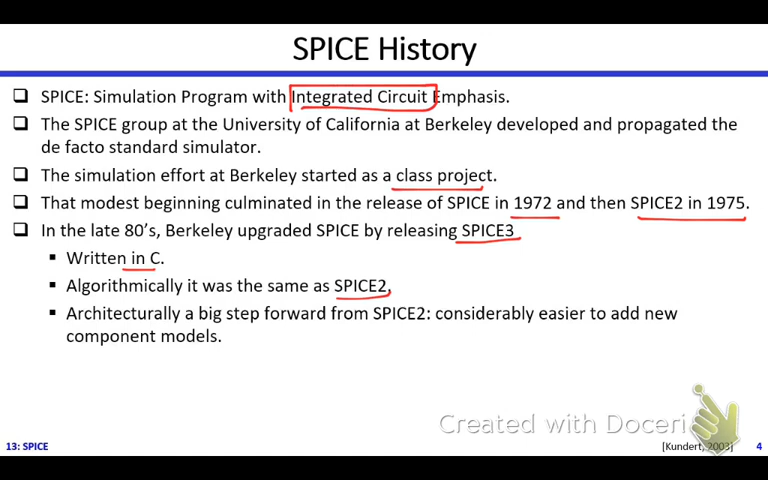 SPICE History
❑ SPICE: Simulation Program with Integrated Circuit Emphasis.
❑ The SPICE group at the University of California at Berkeley developed and propagated the
de facto standard simulator.
❑ The simulation effort at Berkeley started as a class project.
❑ That modest beginning culminated in the release of SPICE in 1972 and then SPICE2 in 1975.
❑ In the late 80's, Berkeley upgraded SPICE by releasing SPICE3
▪ Written in C.
▪ Algorithmically it was the same as SPICE2,
▪ Architecturally a big step forward from SPICE2: considerably easier to add new
component models.
Created with Doceri
13: SPICE
[Kundert, 2003]
4